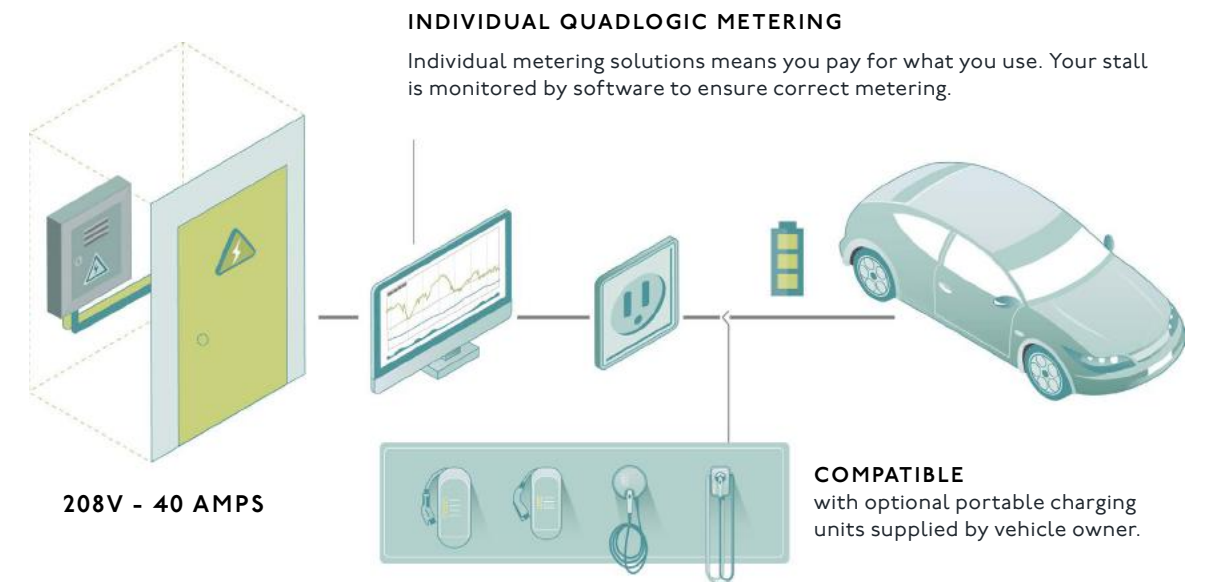 INDIVIDUAL QUADLOGIC METERING
Individual metering solutions means you pay for what you use. Your stall
is monitored by software to ensure correct metering.
208V - 40 AMPS
COMPATIBLE
with optional portable charging
units supplied by vehicle owner.